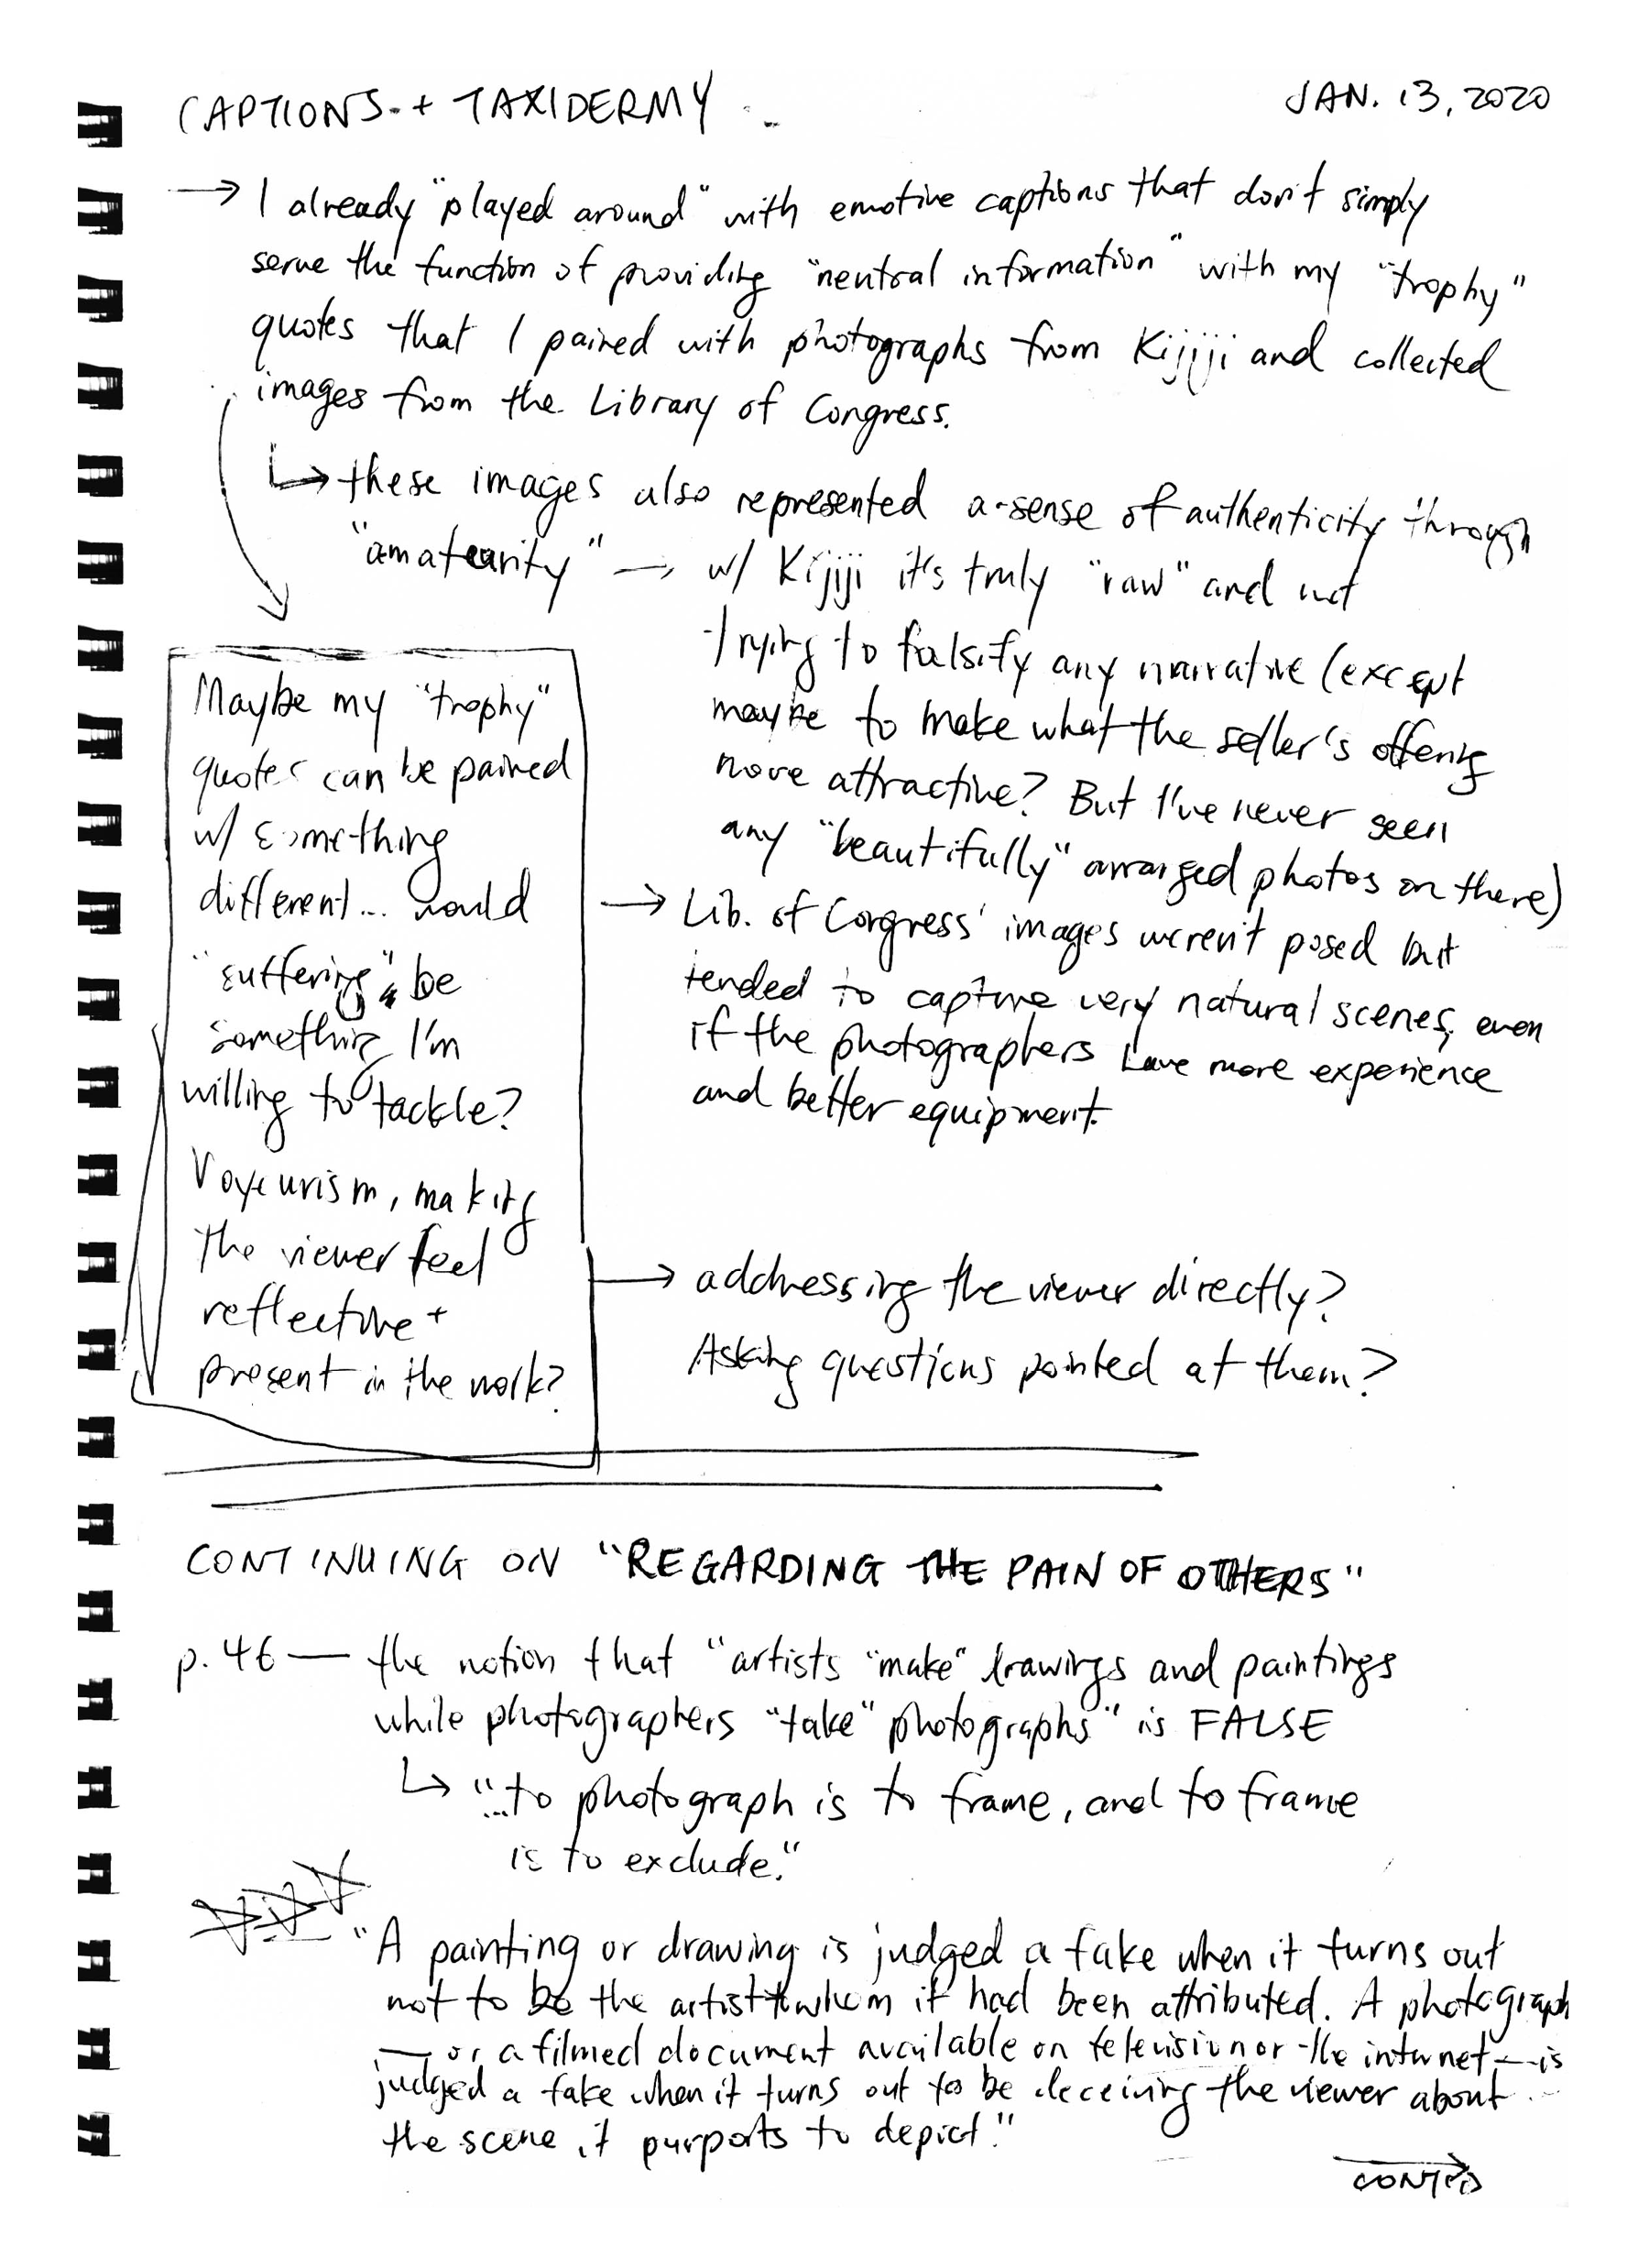 CAPTIONS + TAXIDERMY
JAN. 13, 2020
→ I already "played around" with emotive captions that don't simply
serve the function of providing "neutral information" with my "trophy"
quotes that I paired with photographs from Kijiji and collected
images from the Library of Congress.
↳ these images also represented a sense of authenticity through
"amateurity" → w/ Kijiji it's truly "raw" and not
trying to falsify any narrative (except
maybe to make what the seller's offering
more attractive? But I've never seen
any "beautifully" arranged photos on there)
→ Lib. of Congress' images weren't posed but
tended to capture very natural scenes, even
if the photographers have more experience
and better equipment.
Maybe my "trophy"
quotes can be paired
w/ something
different... would
"suffering" be
something I'm
willing to tackle?
Voyeurism, making
the viewer feel
reflective +
present in the work?
→ addressing the viewer directly?
Asking questions pointed at them?
CONTINUING ON "REGARDING THE PAIN OF OTHERS"
p. 46 — the notion that "artists "make" drawings and paintings
while photographers "take" photographs" is FALSE
↳ "...to photograph is to frame, and to frame
is to exclude."
"A painting or drawing is judged a fake when it turns out
not to be the artist to whom it had been attributed. A photograph
— or a filmed document available on television or the internet — is
judged a fake when it turns out to be deceiving the viewer about
the scene it purports to depict."
CONT'D